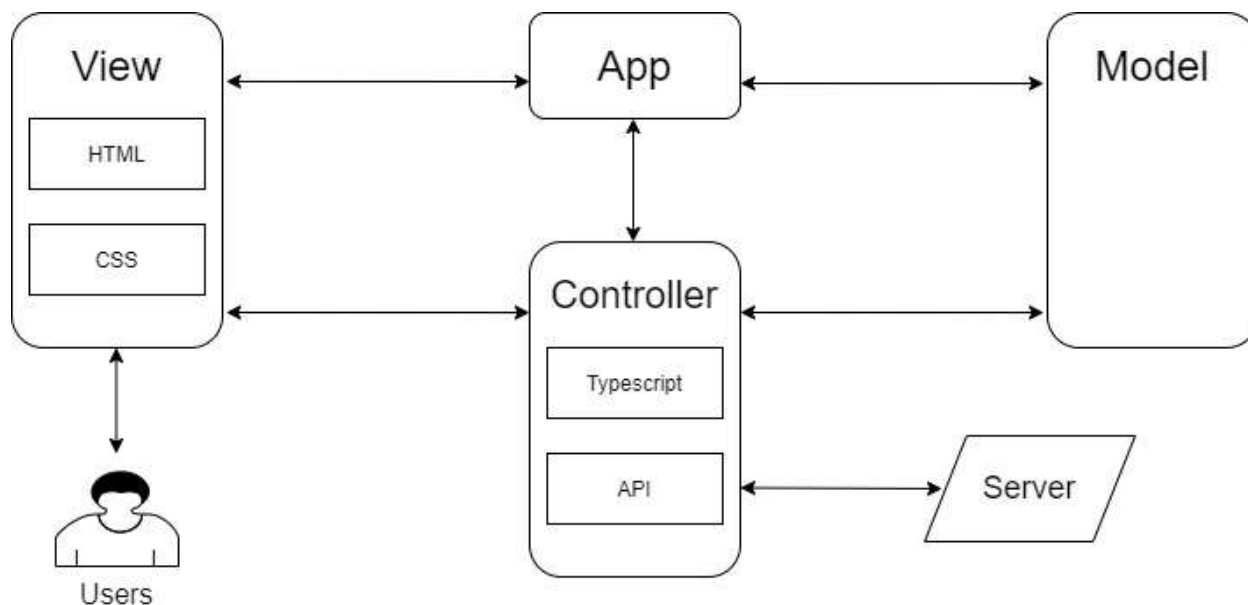 View
App
Model
HTML
CSS
Controller
Typescript
API
Server
Users